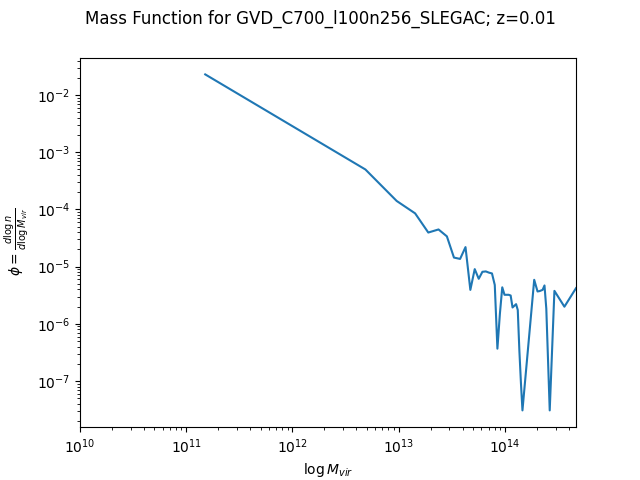 Mass Function for GVD_C700_l100n256_SLEGAC; z=0.01
10⁻²
10⁻³
10⁻⁴
10⁻⁵
10⁻⁶
10⁻⁷
ϕ = d log n / d log M_vir
10¹⁰ 10¹¹ 10¹² 10¹³ 10¹⁴
log M_vir